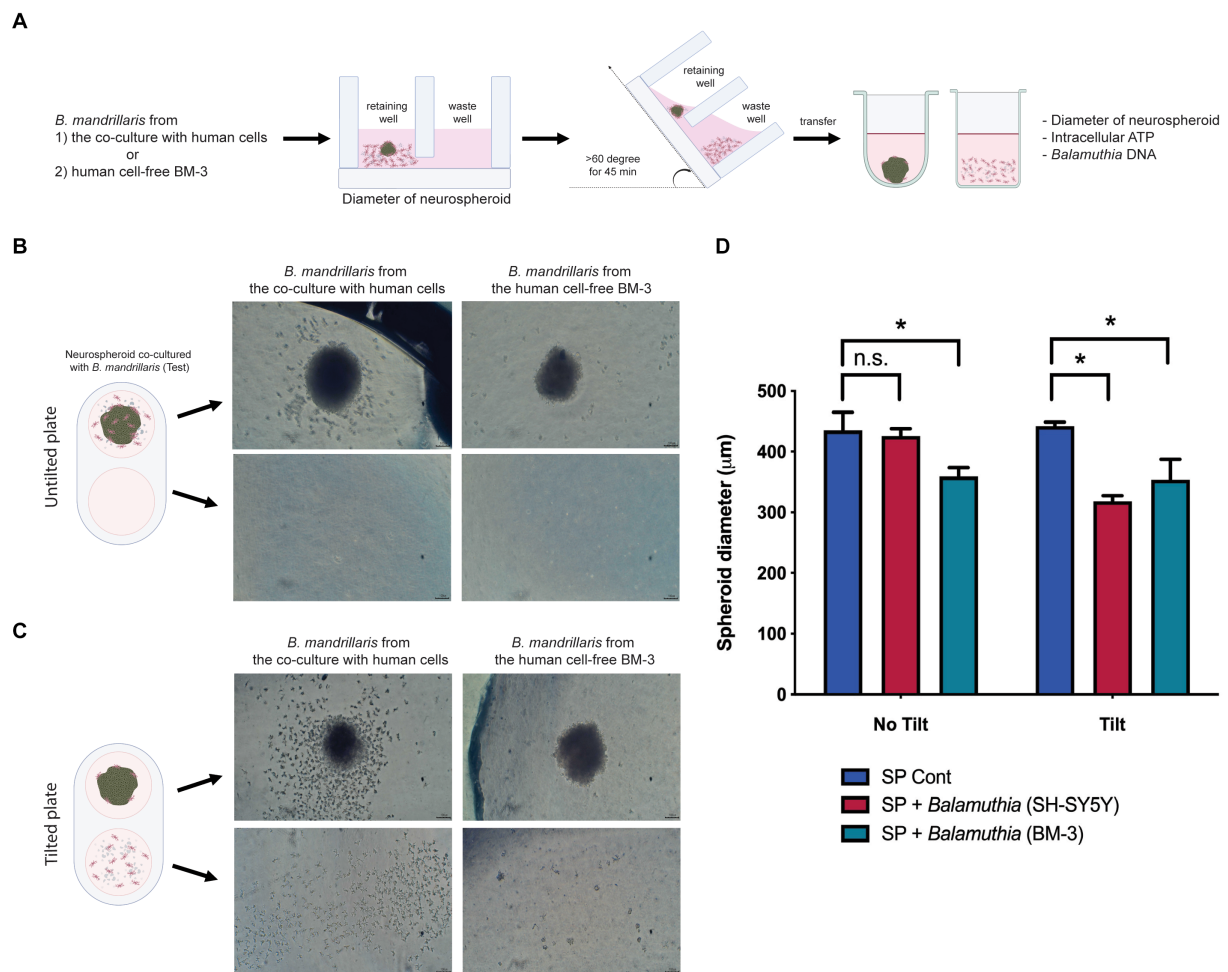 A
B. mandrillaris from
1) the co-culture with human cells
or
2) human cell-free BM-3
retaining
well
waste
well
Diameter of neurospheroid
retaining
well
waste
well
>60 degree
for 45 min
transfer
- Diameter of neurospheroid
- Intracellular ATP
- Balamuthia DNA
B
B. mandrillaris from
the co-culture with human cells
B. mandrillaris from
the human cell-free BM-3
Neurospheroid co-cultured
with B. mandrillaris (Test)
Untilted plate
C
B. mandrillaris from
the co-culture with human cells
B. mandrillaris from
the human cell-free BM-3
Tilted plate
D
*
n.s.
*
*
Spheroid diameter (μm)
500
400
300
200
100
0
No Tilt
Tilt
SP Cont
SP + Balamuthia (SH-SY5Y)
SP + Balamuthia (BM-3)